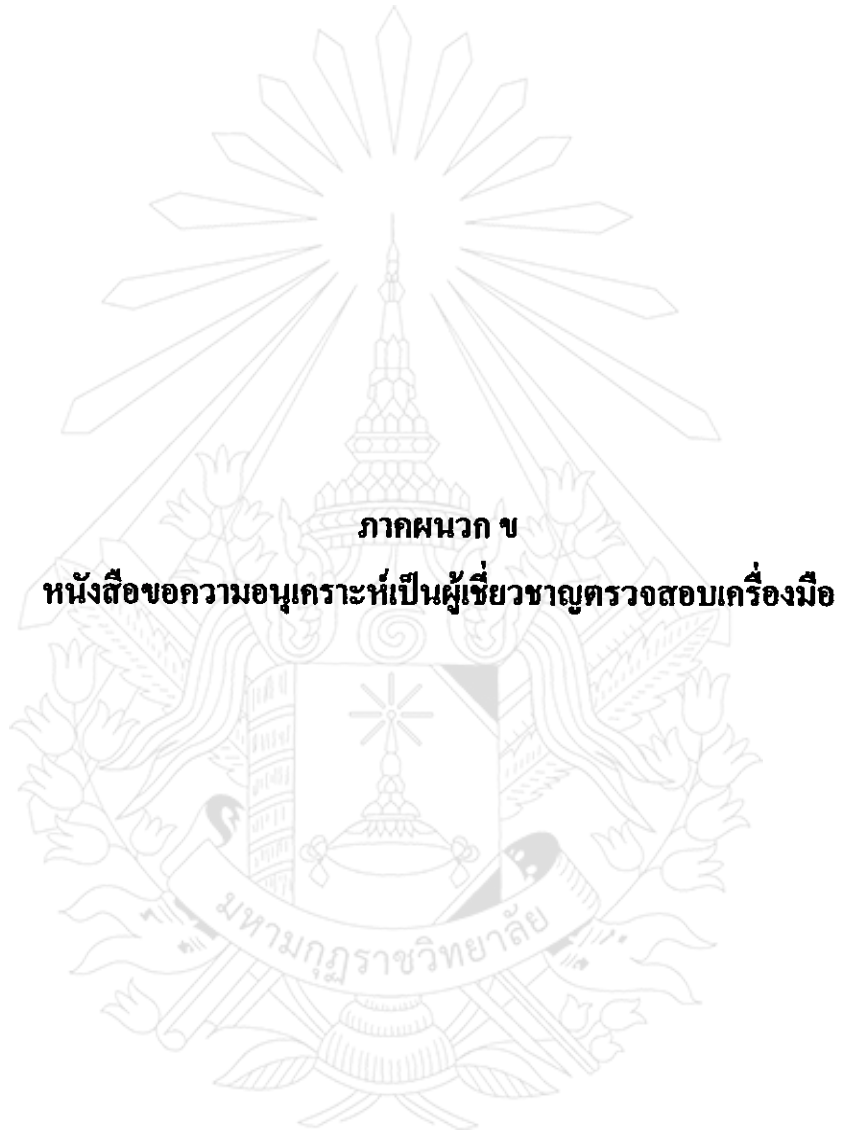 ภาคผนวก ข
หนังสือขอความอนุเคราะห์เป็นผู้เชี่ยวชาญตรวจสอบเครื่องมือ
มหามกุฏราชวิทยาลัย